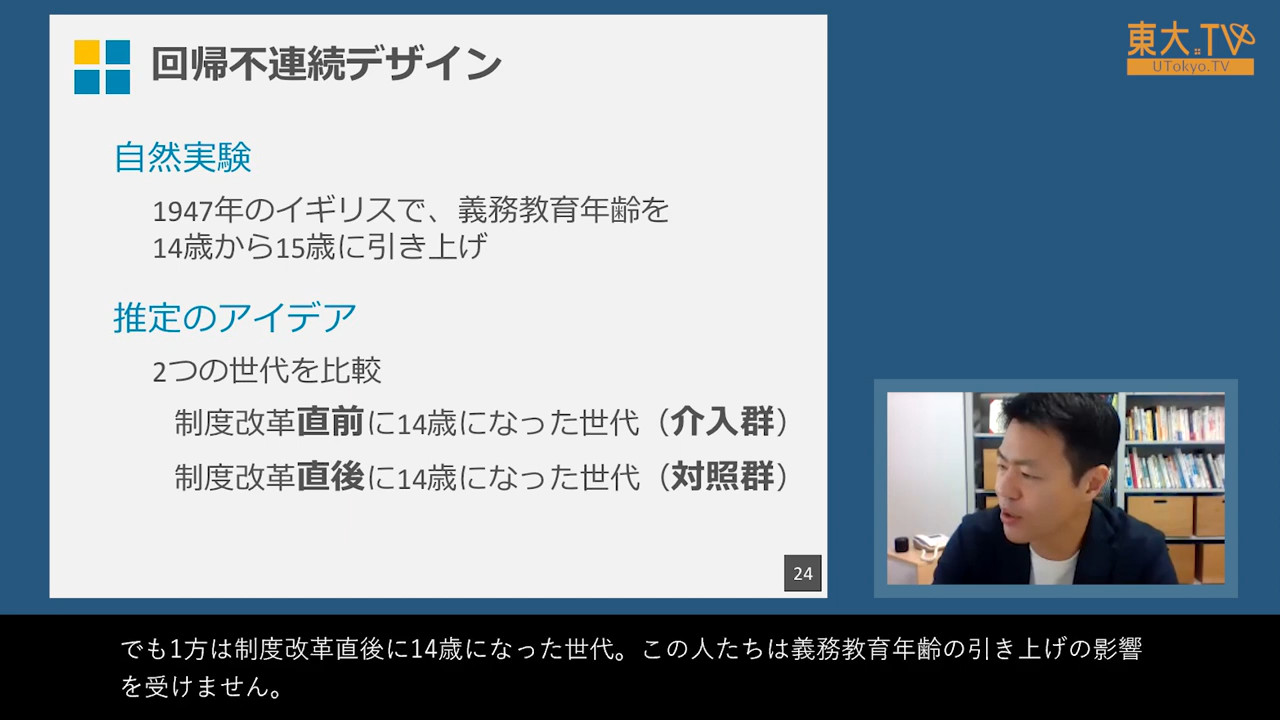 回帰不連続デザイン
東大.TV
UTokyo.TV
自然実験
1947年のイギリスで、義務教育年齢を
14歳から15歳に引き上げ
推定のアイデア
2つの世代を比較
制度改革直前に14歳になった世代（介入群）
制度改革直後に14歳になった世代（対照群）
24
でも1方は制度改革直後に14歳になった世代。この人たちは義務教育年齢の引き上げの影響
を受けません。